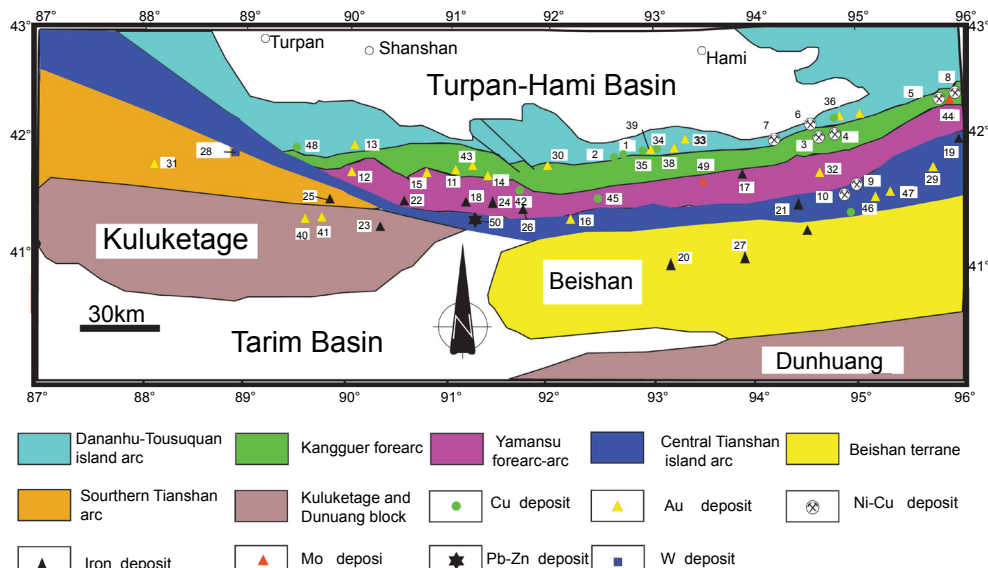 87° 88° 90° 91° 92° 93° 94° 95° 96°
43° 43°
Turpan
Shanshan
Hami
Turpan-Hami Basin
8
5
36
6
7
39
34
33
44
3
4
42° 42°
48
13
43
30
2
1
35
38
49
28
31
12
15
11
14
17
32
19
25
22
18
24
42
45
9
10
29
47
40
41
23
50
26
16
21
46
Kuluketage
27
20
41° 41°
Beishan
30km
N
Tarim Basin
Dunhuang
87° 88° 90° 91° 92° 93° 94° 95° 96°
Dananhu-Tousuquan
island arc
Kangguer forearc
Yamansu
forearc-arc
Central Tianshan
island arc
Beishan terrane
Sourthern Tianshan
arc
Kuluketage and
Dunuang block
Cu deposit
Au deposit
Ni-Cu deposit
Iron deposit
Mo deposi
Pb-Zn deposit
W deposit